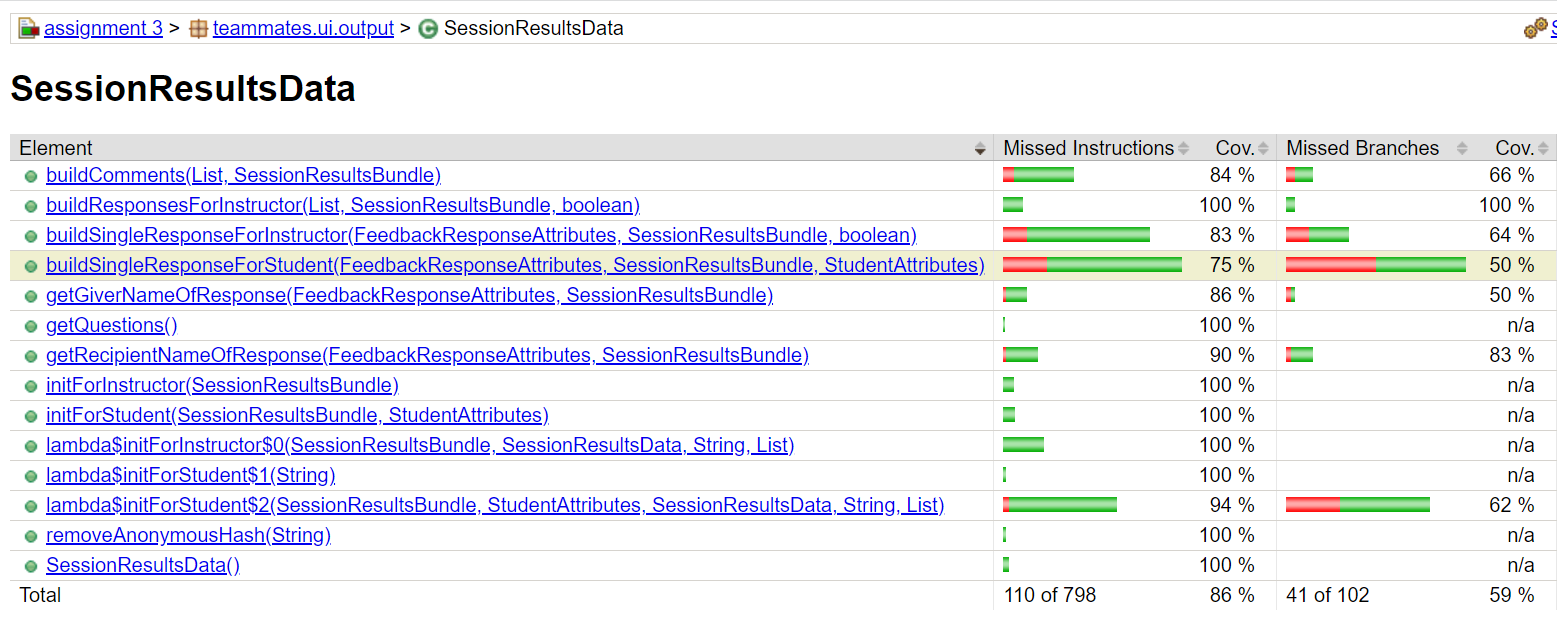 assignment 3 > teammates.ui.output > SessionResultsData
SessionResultsData
Element Missed Instructions Cov. Missed Branches Cov.
buildComments(List, SessionResultsBundle) 84 % 66 %
buildResponsesForInstructor(List, SessionResultsBundle, boolean) 100 % 100 %
buildSingleResponseForInstructor(FeedbackResponseAttributes, SessionResultsBundle, boolean) 83 % 64 %
buildSingleResponseForStudent(FeedbackResponseAttributes, SessionResultsBundle, StudentAttributes) 75 % 50 %
getGiverNameOfResponse(FeedbackResponseAttributes, SessionResultsBundle) 86 % 50 %
getQuestions() 100 % n/a
getRecipientNameOfResponse(FeedbackResponseAttributes, SessionResultsBundle) 90 % 83 %
initForInstructor(SessionResultsBundle) 100 % n/a
initForStudent(SessionResultsBundle, StudentAttributes) 100 % n/a
lambda$initForInstructor$0(SessionResultsBundle, SessionResultsData, String, List) 100 % n/a
lambda$initForStudent$1(String) 100 % n/a
lambda$initForStudent$2(SessionResultsBundle, StudentAttributes, SessionResultsData, String, List) 94 % 62 %
removeAnonymousHash(String) 100 % n/a
SessionResultsData() 100 % n/a
Total 110 of 798 86 % 41 of 102 59 %